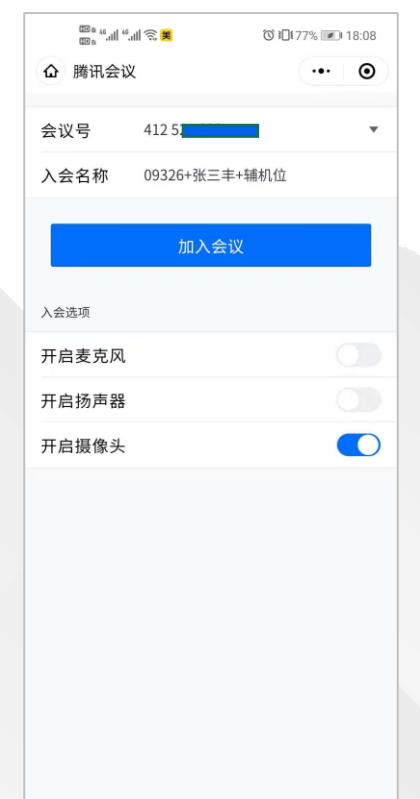 77% 18:08
腾讯会议
会议号 412 5
入会名称 09326+张三丰+辅机位
加入会议
入会选项
开启麦克风
开启扬声器
开启摄像头